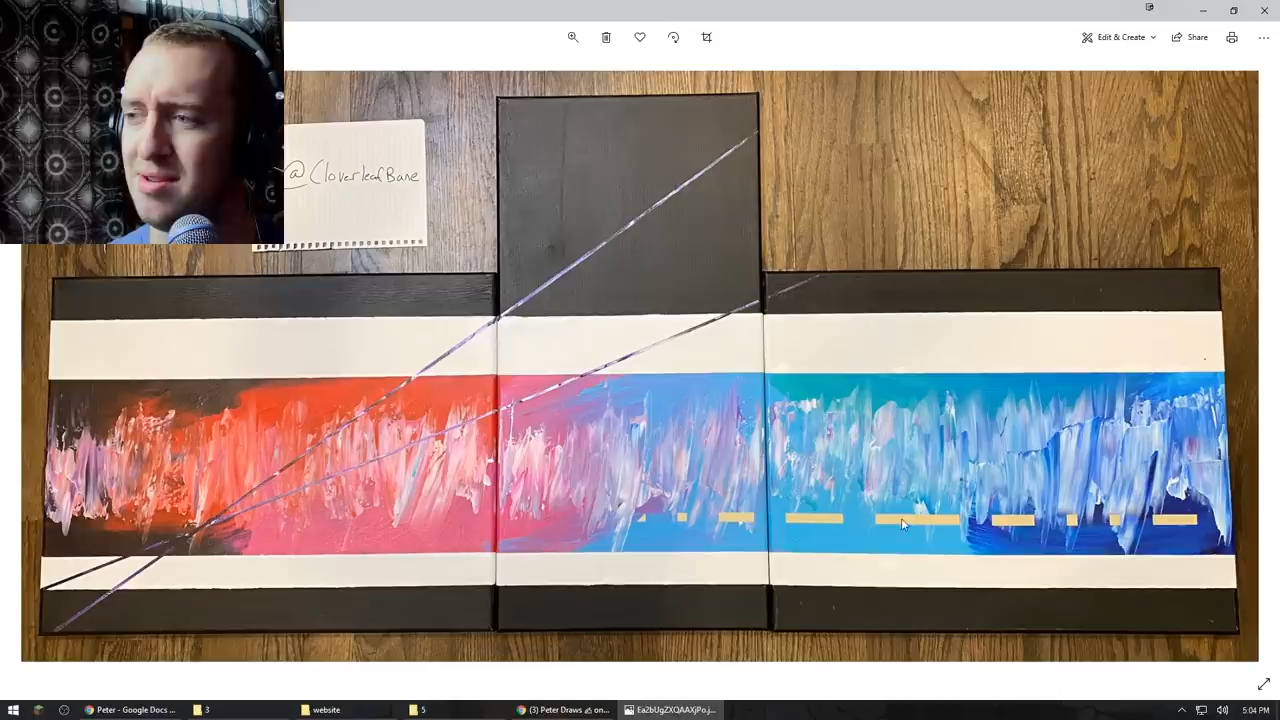 Edit & Create
Share
@CloverleafBane
Peter - Google Docs ...
3
website
5
(3) Peter Draws ✍ on...
Ea2bUgZXQAAXjPo.j...
5:04 PM